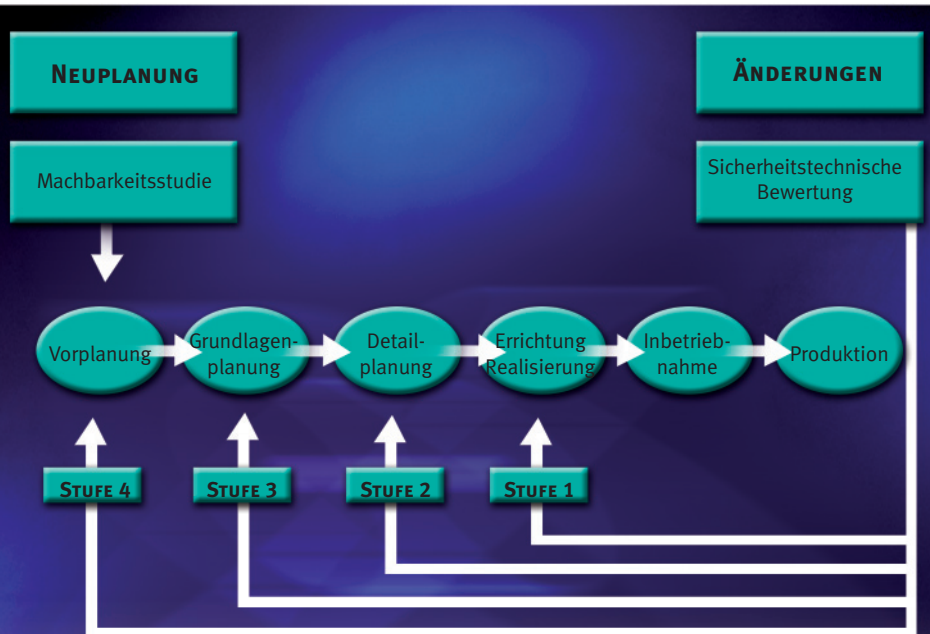 NEUPLANUNG
ÄNDERUNGEN
Machbarkeitsstudie
Sicherheitstechnische
Bewertung
Vorplanung
Grundlagen-
planung
Detail-
planung
Errichtung
Realisierung
Inbetrieb-
nahme
Produktion
STUFE 4
STUFE 3
STUFE 2
STUFE 1